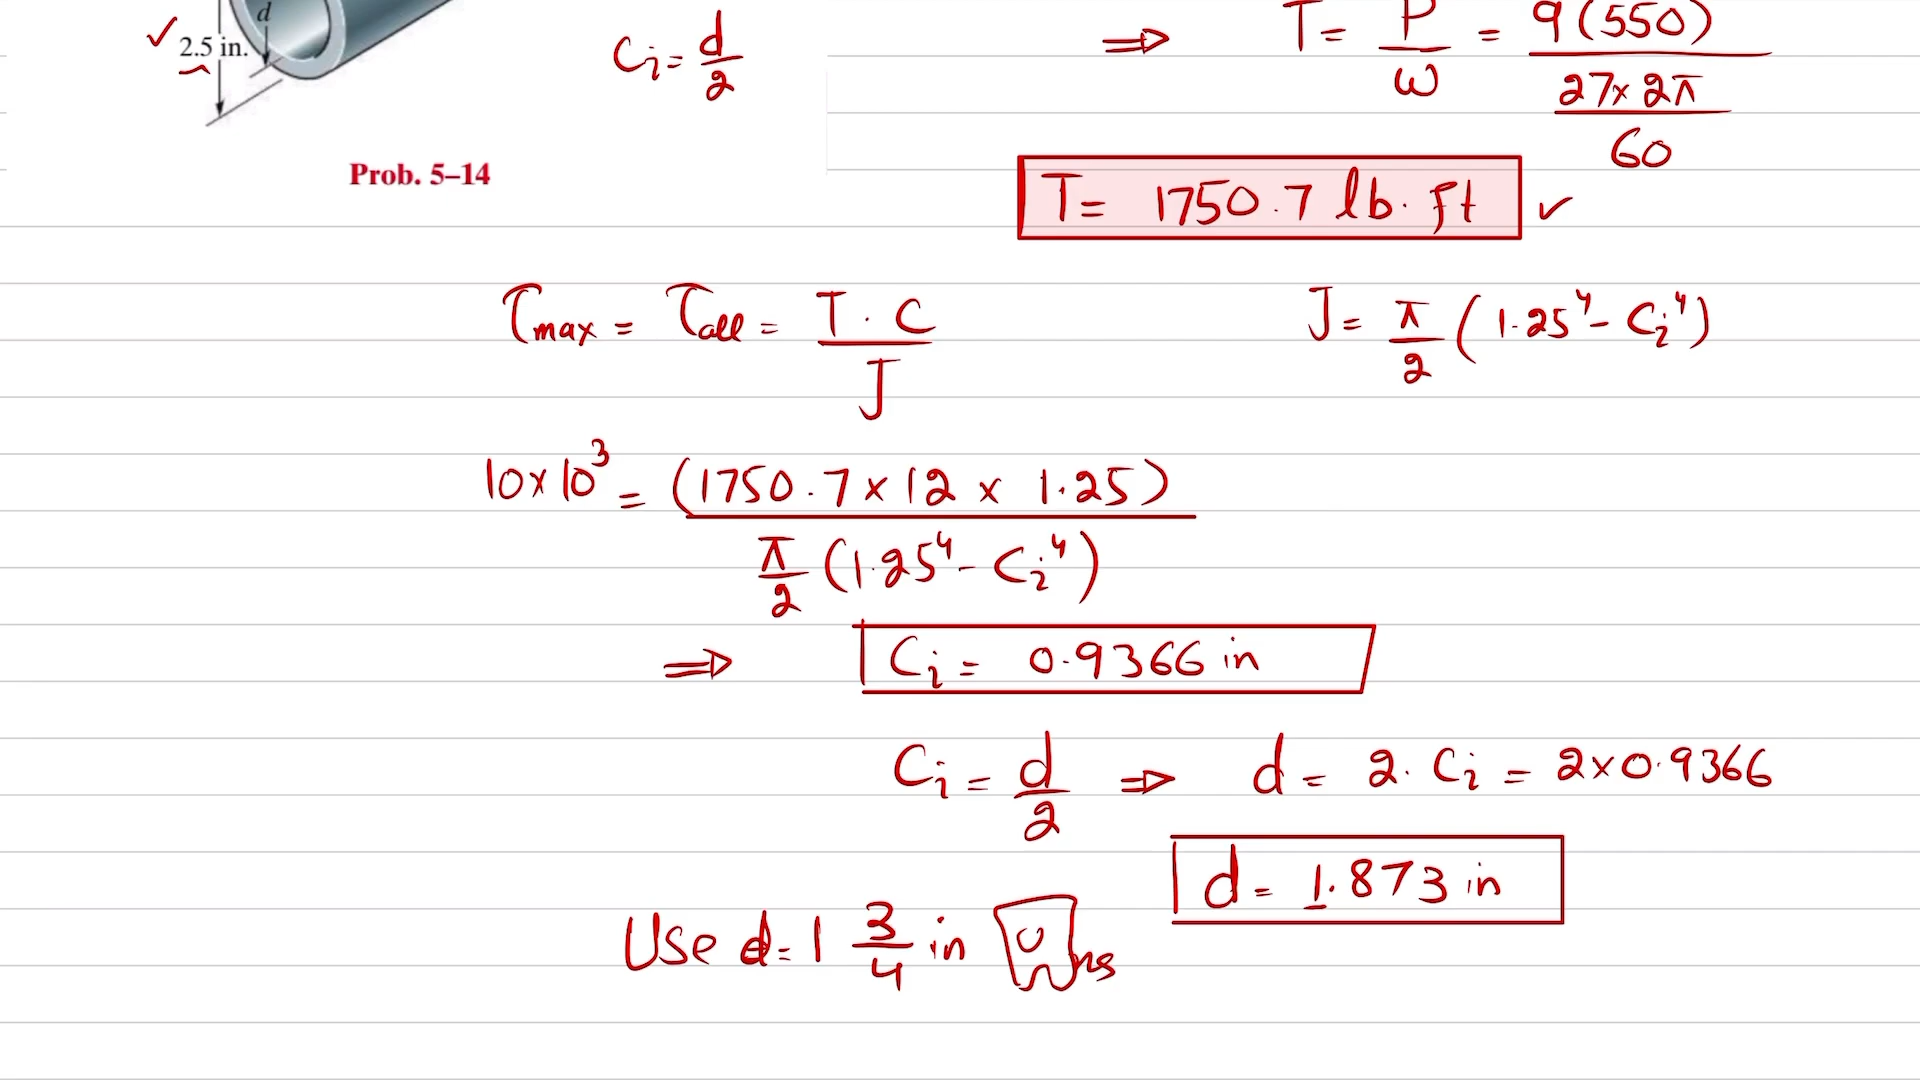 d
✓ 2.5 in.
Ci = d/2
⇒ T = P/ω = 9(550) / (27 × 2π / 60)
Prob. 5–14
T = 1750.7 lb. ft ✓
τmax = τall = T · C / J
J = π/2 (1.25⁴ - Ci⁴)
10 × 10³ = (1750.7 × 12 × 1.25) / π/2 (1.25⁴ - Ci⁴)
⇒ Ci = 0.9366 in
Ci = d/2 ⇒ d = 2. Ci = 2 × 0.9366
d = 1.873 in
Use d = 1 3/4 in